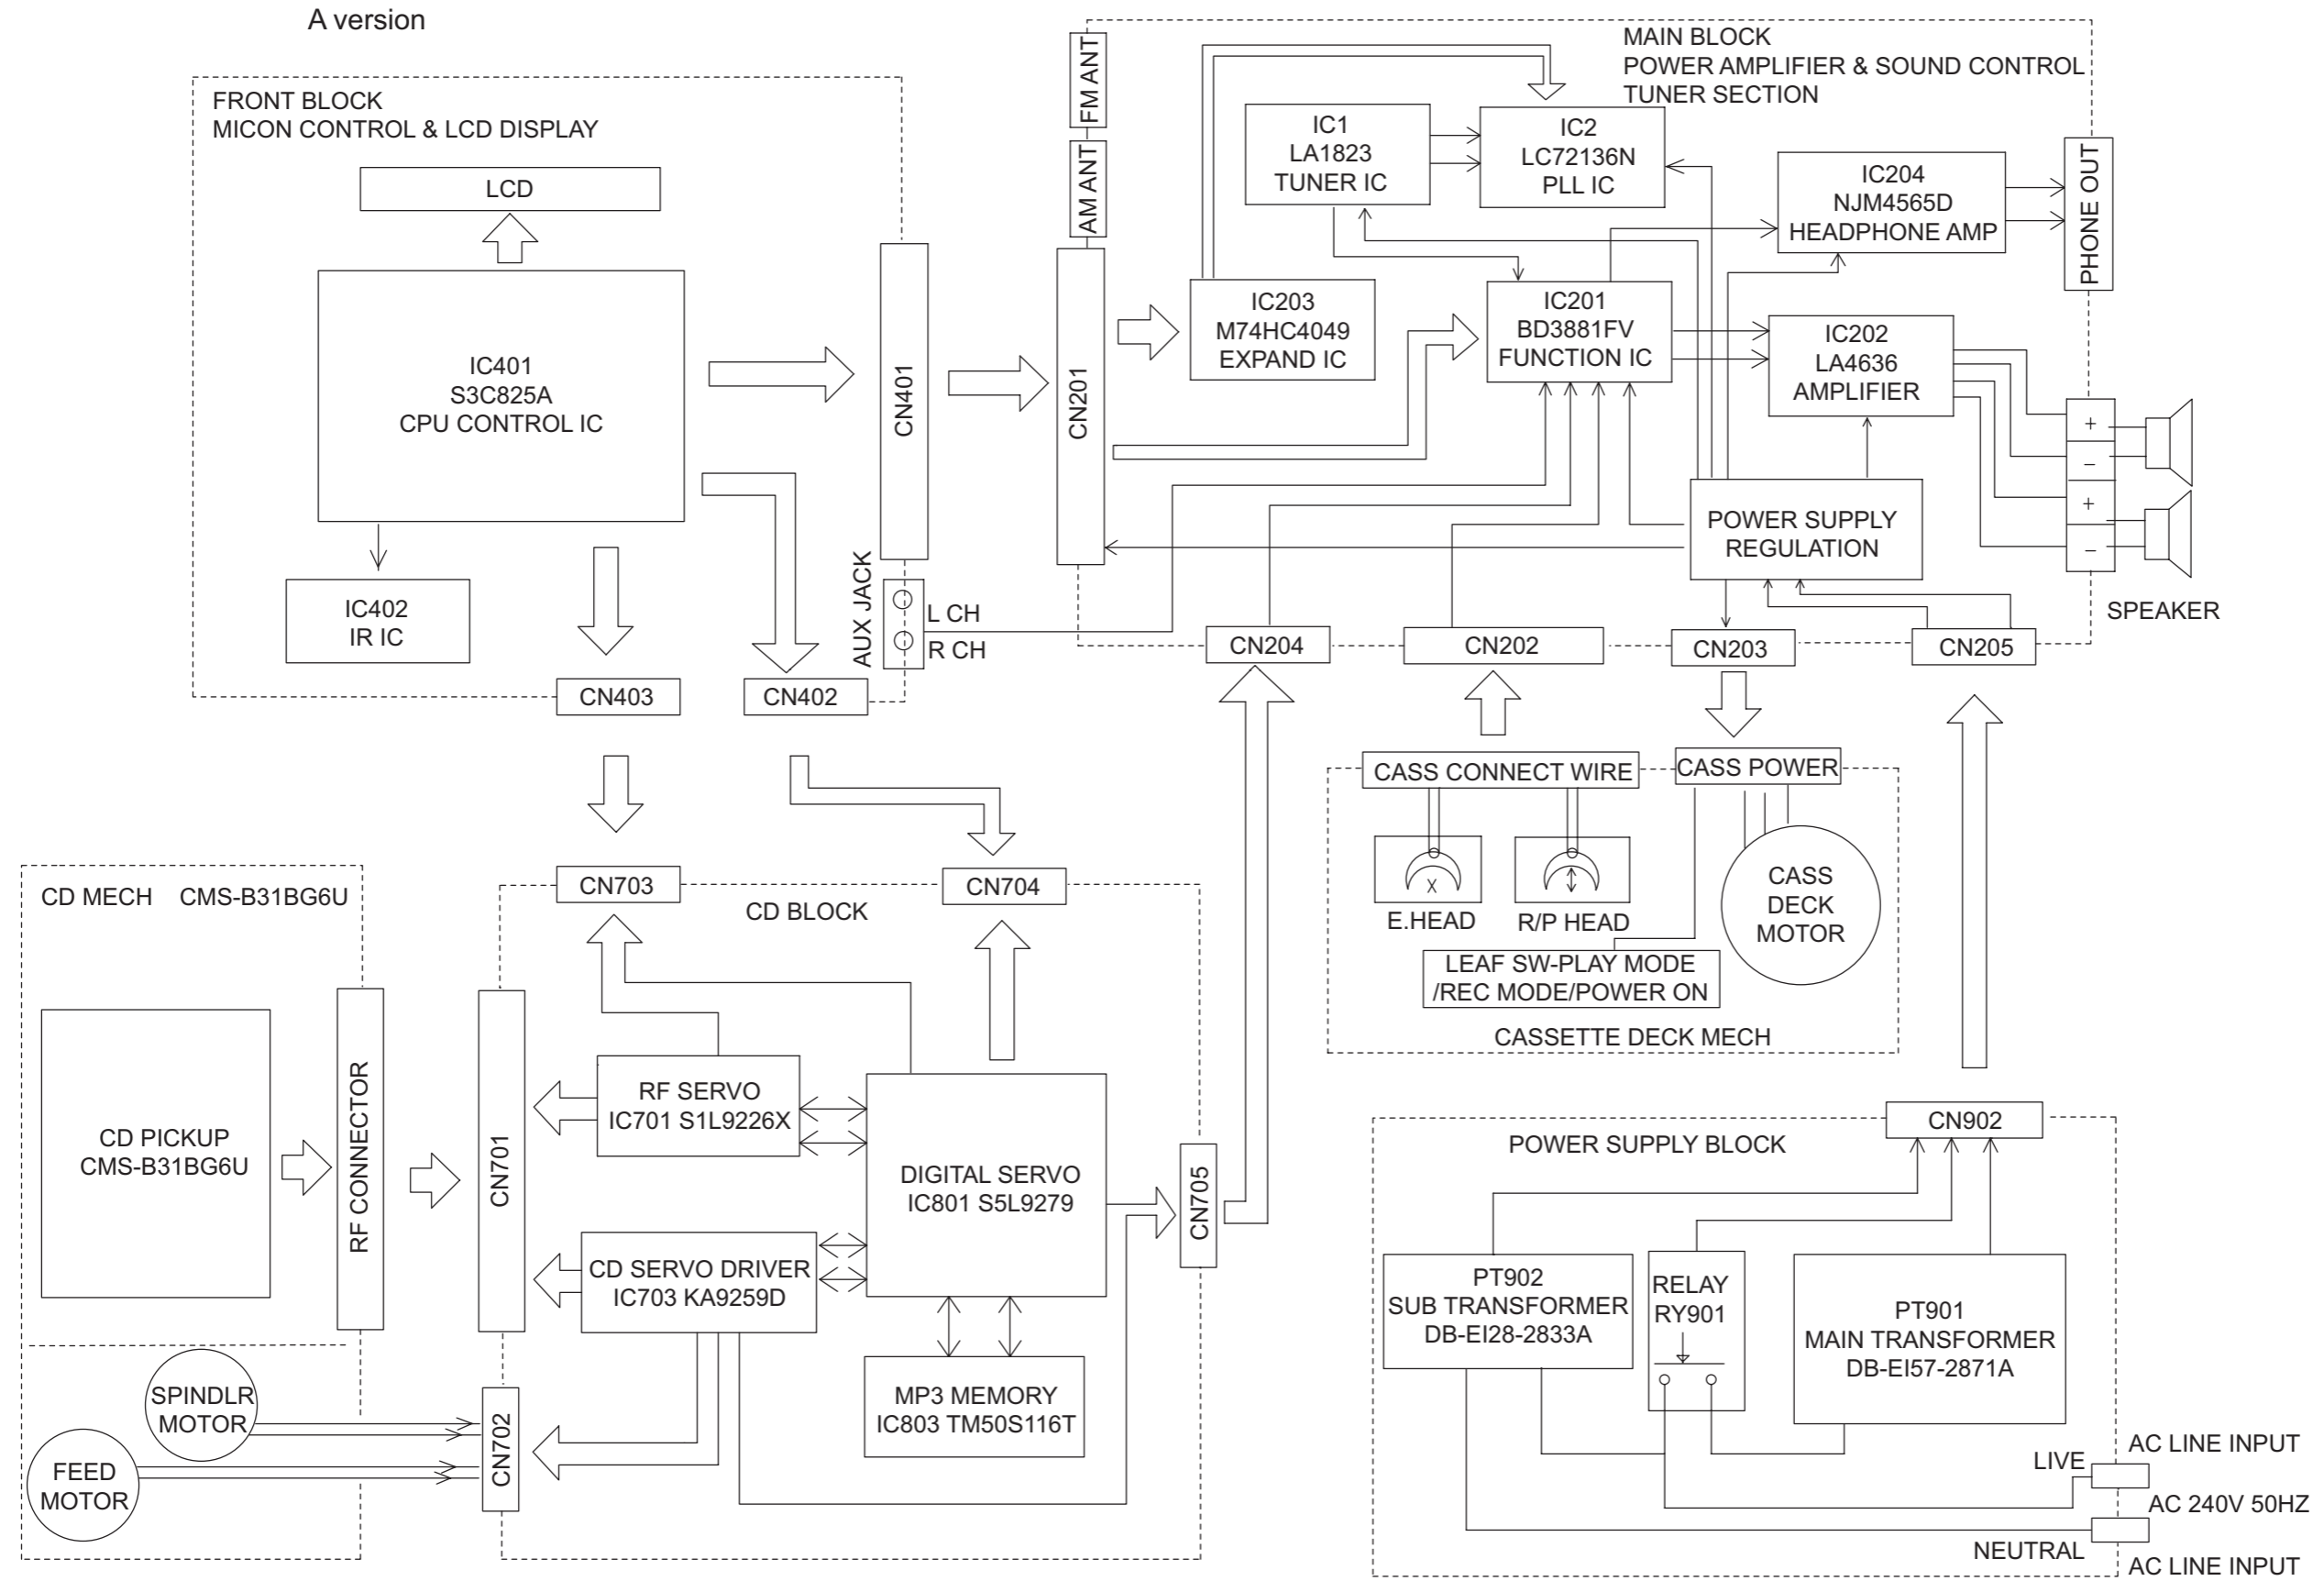 A version
FRONT BLOCK
MICON CONTROL & LCD DISPLAY
LCD
IC401
S3C825A
CPU CONTROL IC
IC402
IR IC
CN401
AUX JACK
L CH
R CH
CN403
CN402
FM ANT
AM ANT
CN201
MAIN BLOCK
POWER AMPLIFIER & SOUND CONTROL
TUNER SECTION
IC1
LA1823
TUNER IC
IC2
LC72136N
PLL IC
IC204
NJM4565D
HEADPHONE AMP
PHONE OUT
IC203
M74HC4049
EXPAND IC
IC201
BD3881FV
FUNCTION IC
IC202
LA4636
AMPLIFIER
+
–
+
–
SPEAKER
POWER SUPPLY
REGULATION
CN204
CN202
CN203
CN205
CASS CONNECT WIRE
CASS POWER
E.HEAD
X
R/P HEAD
CASS
DECK
MOTOR
LEAF SW-PLAY MODE
/REC MODE/POWER ON
CASSETTE DECK MECH
CD MECH CMS-B31BG6U
CD PICKUP
CMS-B31BG6U
RF CONNECTOR
SPINDLR
MOTOR
FEED
MOTOR
CN703
CD BLOCK
CN704
CN701
CN702
RF SERVO
IC701 S1L9226X
DIGITAL SERVO
IC801 S5L9279
CD SERVO DRIVER
IC703 KA9259D
MP3 MEMORY
IC803 TM50S116T
CN705
CN902
POWER SUPPLY BLOCK
PT902
SUB TRANSFORMER
DB-EI28-2833A
RELAY
RY901
PT901
MAIN TRANSFORMER
DB-EI57-2871A
AC LINE INPUT
LIVE
AC 240V 50HZ
NEUTRAL
AC LINE INPUT